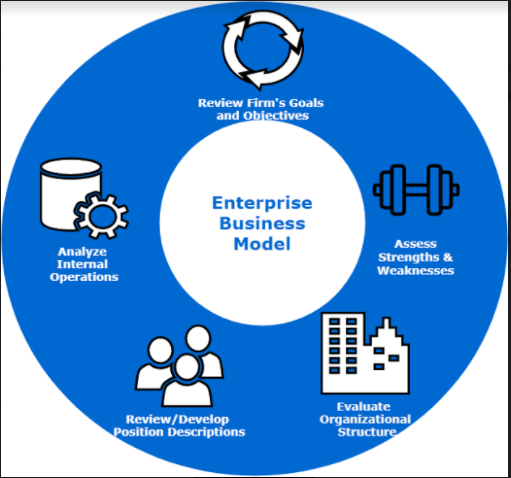 Review Firm's Goals
and Objectives
Enterprise
Business
Model
Assess
Strengths &
Weaknesses
Evaluate
Organizational
Structure
Review/Develop
Position Descriptions
Analyze
Internal
Operations